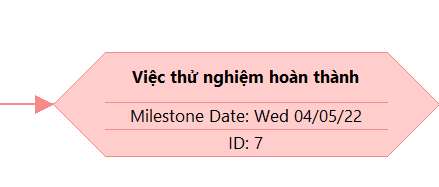 Việc thử nghiệm hoàn thành
Milestone Date: Wed 04/05/22
ID: 7